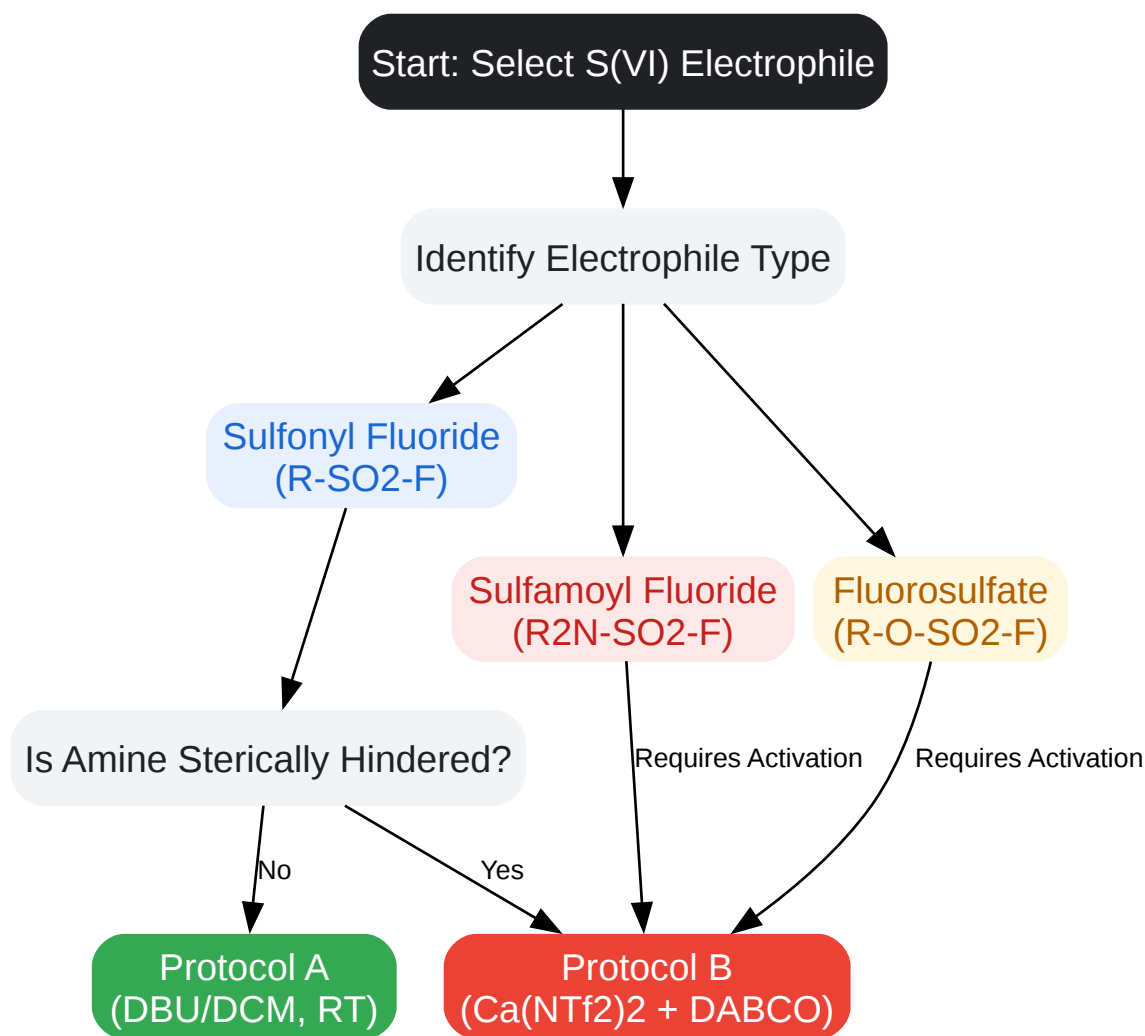 Start: Select S(VI) Electrophile
Identify Electrophile Type
Sulfonyl Fluoride
(R-SO2-F)
Sulfamoyl Fluoride
(R2N-SO2-F)
Fluorosulfate
(R-O-SO2-F)
Is Amine Sterically Hindered?
Requires Activation
Requires Activation
No
Yes
Protocol A
(DBU/DCM, RT)
Protocol B
(Ca(NTf2)2 + DABCO)